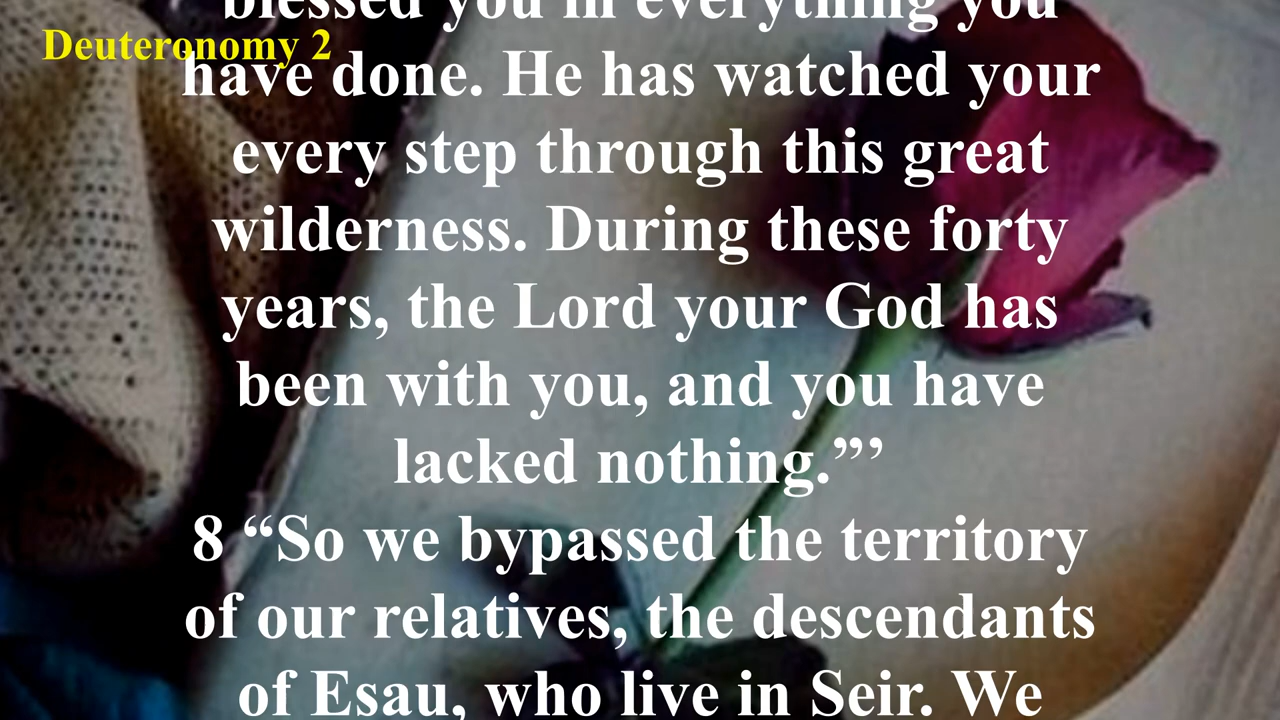 blessed you in everything you
Deuteronomy 2
have done. He has watched your
every step through this great
wilderness. During these forty
years, the Lord your God has
been with you, and you have
lacked nothing.”’
8 “So we bypassed the territory
of our relatives, the descendants
of Esau, who live in Seir. We